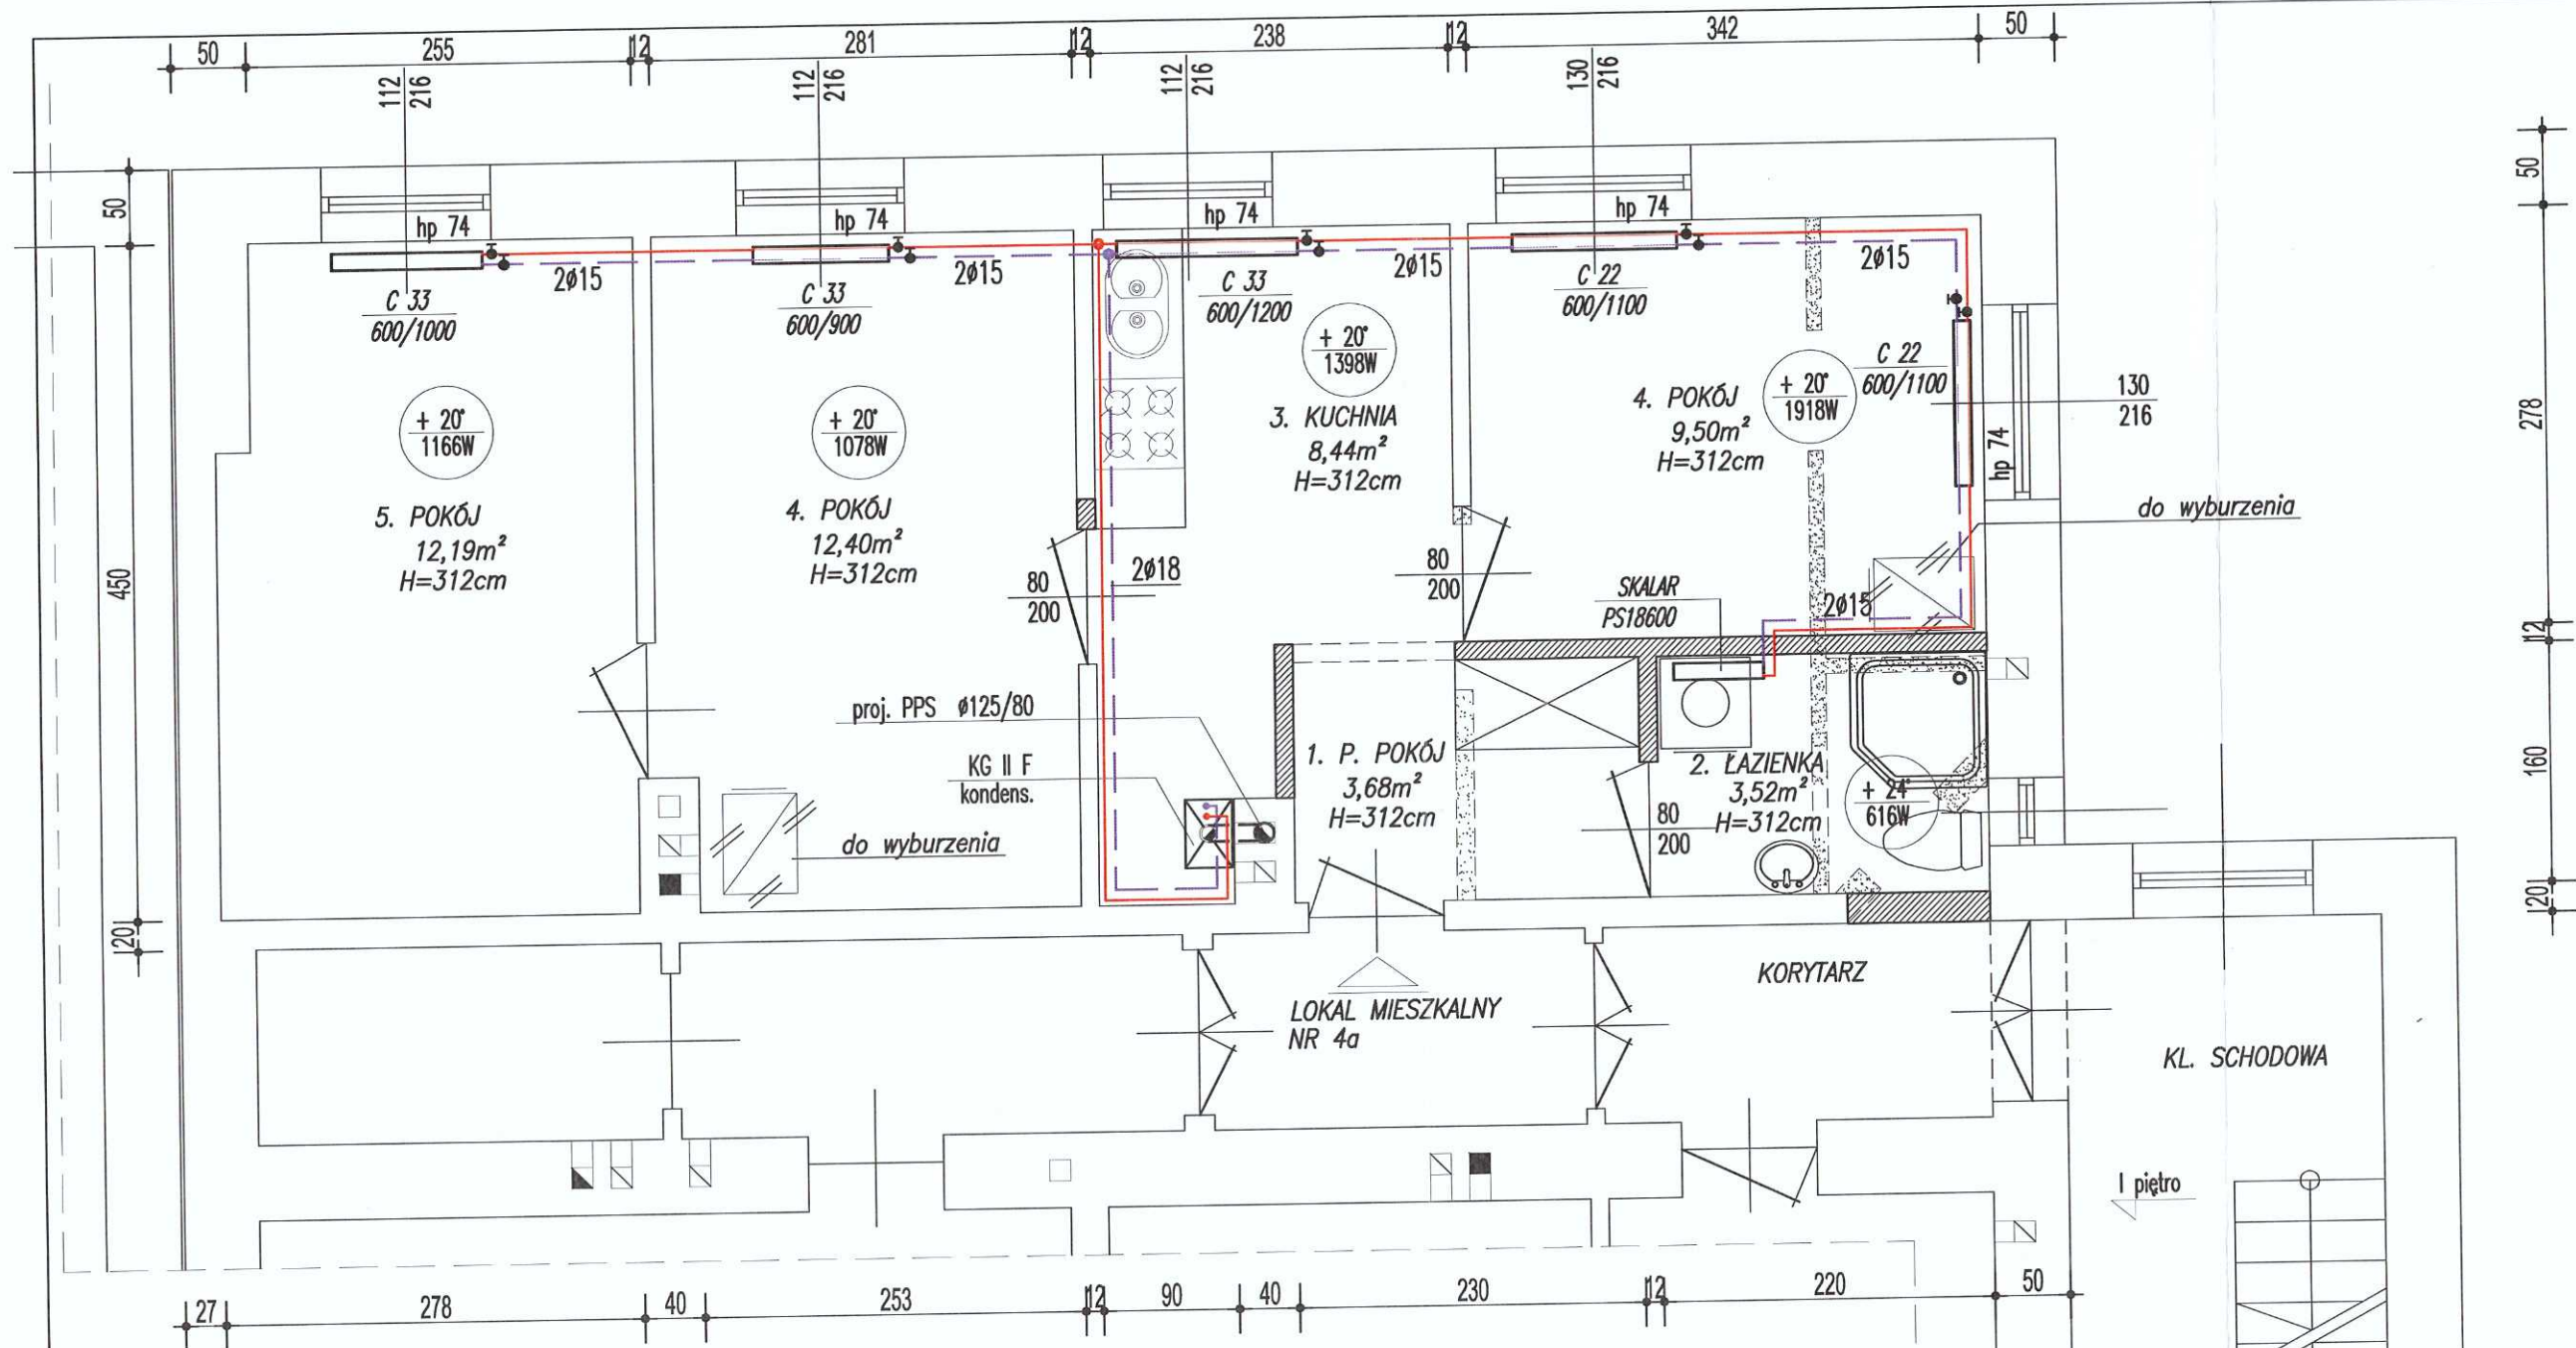 50 255 12 281 12 238 12 342 50
112 112 112 130
216 216 216 216
50
50
hp 74 hp 74 hp 74 hp 74
2ø15 2ø15 2ø15 2ø15
C 33
600/1000
C 33
600/900
C 33
600/1200
C 22
600/1100
C 22
600/1100
+ 20°
1166W
+ 20°
1078W
+ 20°
1398W
+ 20°
1918W
130
216
hp 74
278
3. KUCHNIA
8,44m²
H=312cm
4. POKÓJ
9,50m²
H=312cm
5. POKÓJ
12,19m²
H=312cm
4. POKÓJ
12,40m²
H=312cm
do wyburzenia
450
80
200
2ø18
80
200
SKALAR
PS18600
2ø15
12
proj. PPS ø125/80
KG II F
kondens.
1. P. POKÓJ
3,68m²
H=312cm
2. ŁAZIENKA
3,52m²
H=312cm
+ 24°
616W
160
80
200
do wyburzenia
20
20
KORYTARZ
LOKAL MIESZKALNY
NR 4a
KL. SCHODOWA
I piętro
27 278 40 253 12 90 40 230 12 220 50